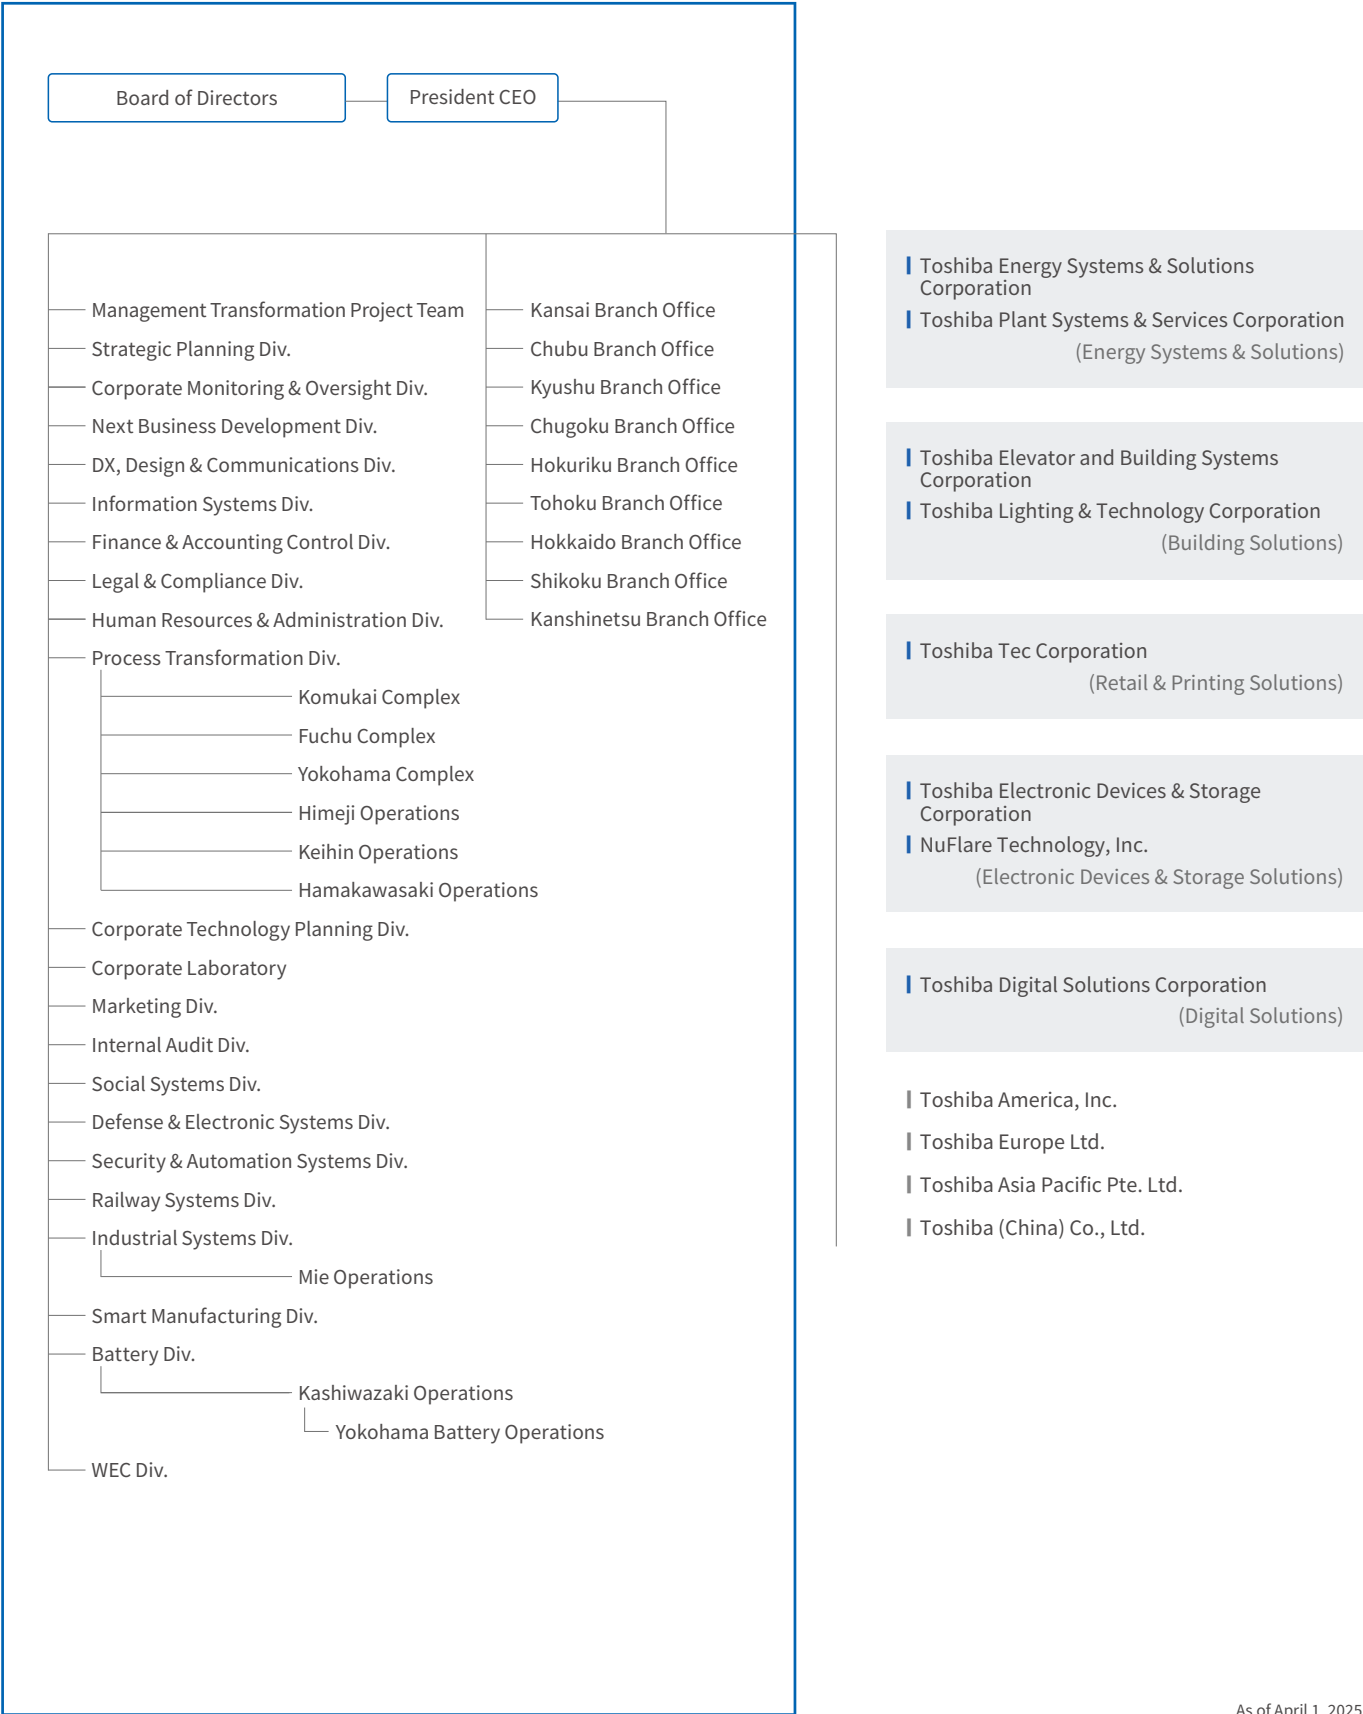 Board of Directors
President CEO
Management Transformation Project Team
Strategic Planning Div.
Corporate Monitoring & Oversight Div.
Next Business Development Div.
DX, Design & Communications Div.
Information Systems Div.
Finance & Accounting Control Div.
Legal & Compliance Div.
Human Resources & Administration Div.
Process Transformation Div.
Komukai Complex
Fuchu Complex
Yokohama Complex
Himeji Operations
Keihin Operations
Hamakawasaki Operations
Corporate Technology Planning Div.
Corporate Laboratory
Marketing Div.
Internal Audit Div.
Social Systems Div.
Defense & Electronic Systems Div.
Security & Automation Systems Div.
Railway Systems Div.
Industrial Systems Div.
Mie Operations
Smart Manufacturing Div.
Battery Div.
Kashiwazaki Operations
Yokohama Battery Operations
WEC Div.
Kansai Branch Office
Chubu Branch Office
Kyushu Branch Office
Chugoku Branch Office
Hokuriku Branch Office
Tohoku Branch Office
Hokkaido Branch Office
Shikoku Branch Office
Kanshinetsu Branch Office
Toshiba Energy Systems & Solutions
Corporation
Toshiba Plant Systems & Services Corporation
(Energy Systems & Solutions)
Toshiba Elevator and Building Systems
Corporation
Toshiba Lighting & Technology Corporation
(Building Solutions)
Toshiba Tec Corporation
(Retail & Printing Solutions)
Toshiba Electronic Devices & Storage
Corporation
NuFlare Technology, Inc.
(Electronic Devices & Storage Solutions)
Toshiba Digital Solutions Corporation
(Digital Solutions)
Toshiba America, Inc.
Toshiba Europe Ltd.
Toshiba Asia Pacific Pte. Ltd.
Toshiba (China) Co., Ltd.
As of April 1, 2025